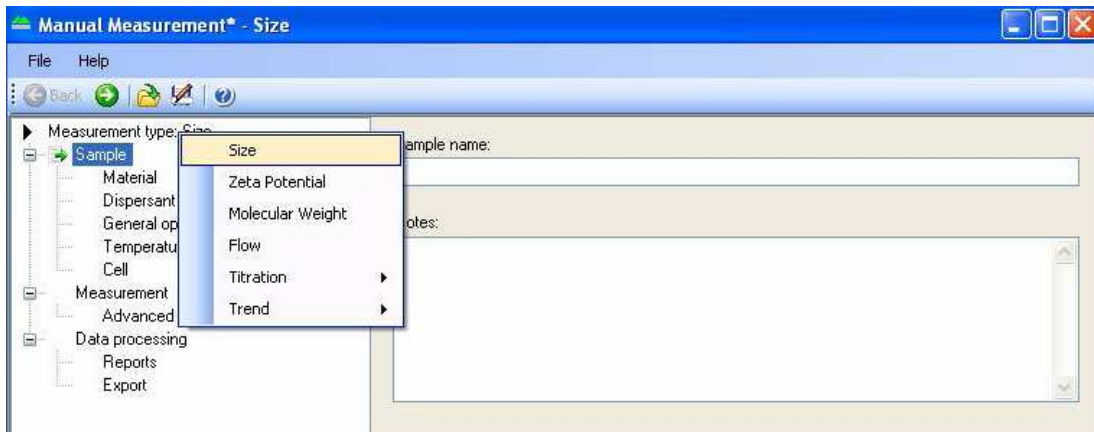 Manual Measurement* - Size
File Help
Back
Measurement type: Size
Sample
Material
Dispersant
General op
Temperatu
Cell
Measurement
Advanced
Data processing
Reports
Export
Size
Zeta Potential
Molecular Weight
Flow
Titration
Trend
ample name:
otes: